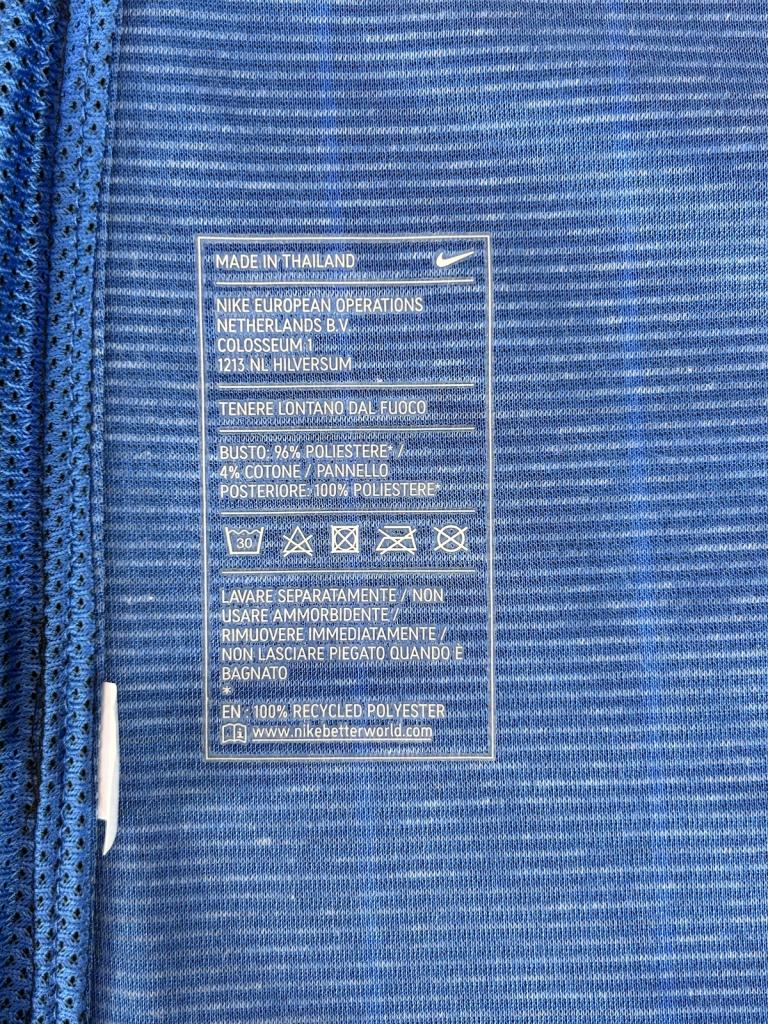 MADE IN THAILAND
NIKE EUROPEAN OPERATIONS
NETHERLANDS B.V.
COLOSSEUM 1
1213 NL HILVERSUM
TENERE LONTANO DAL FUOCO
BUSTO: 96% POLIESTERE* /
4% COTONE / PANNELLO
POSTERIORE: 100% POLIESTERE*
30
LAVARE SEPARATAMENTE / NON
USARE AMMORBIDENTE /
RIMUOVERE IMMEDIATAMENTE /
NON LASCIARE PIEGATO QUANDO È
BAGNATO
*
EN : 100% RECYCLED POLYESTER
www.nikebetterworld.com